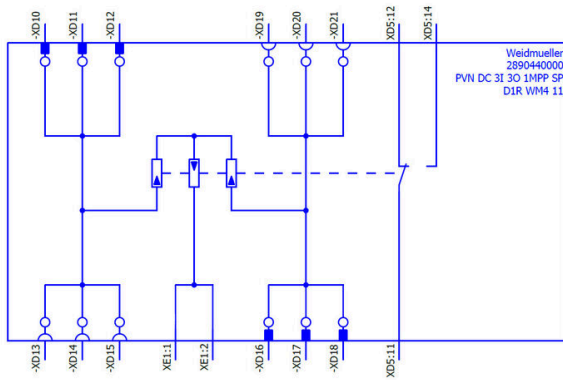 -XD10
-XD11
-XD12
-XD19
-XD20
-XD21
XD5:12
XD5:14
Weidmueller
2890440000
PVN DC 3I 3O 1MPP SP
D1R WM4 11
-XD13
-XD14
-XD15
XE1:1
XE1:2
-XD16
-XD17
-XD18
XD5:11